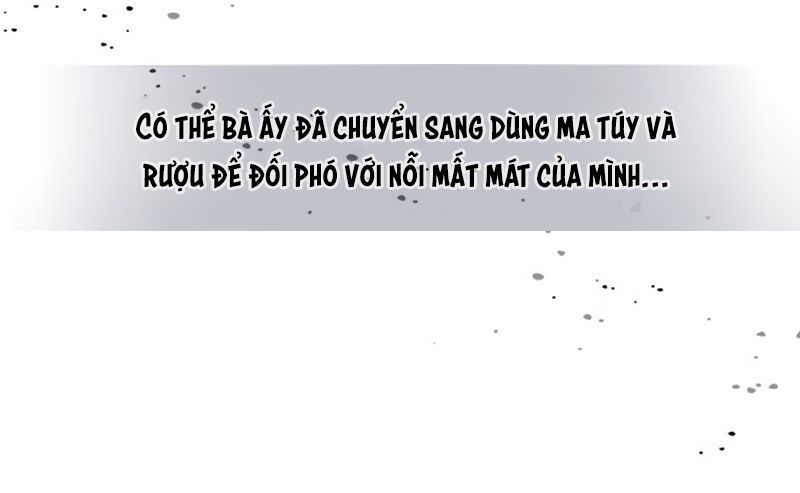 CÓ THỂ BÀ ẤY ĐÃ CHUYỂN SANG DÙNG MA TÚY VÀ
RƯỢU ĐỂ ĐỐI PHÓ VỚI NỖI MẤT MÁT CỦA MÌNH...